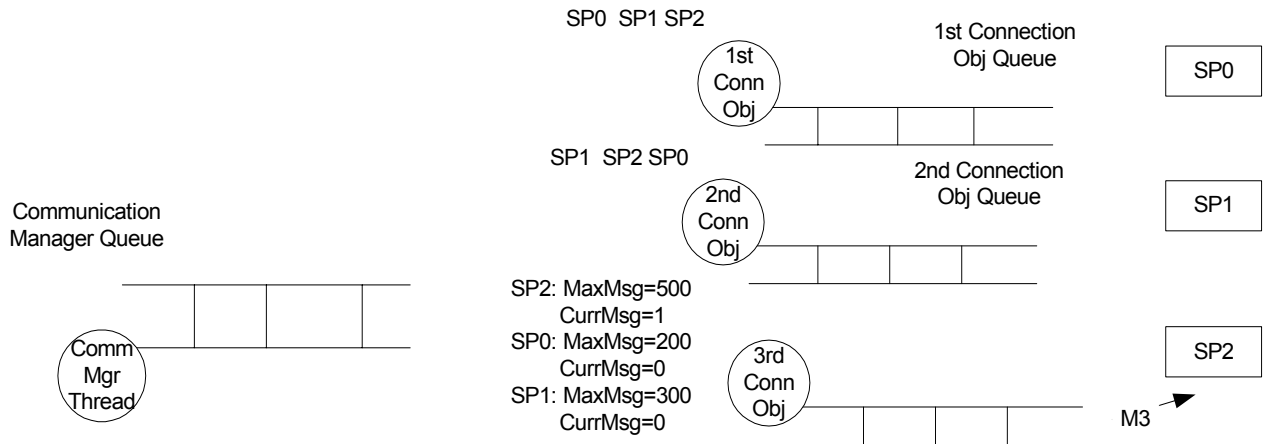 SP0 SP1 SP2
1st Connection
Obj Queue
1st
Conn
Obj
SP0
SP1 SP2 SP0
2nd Connection
Obj Queue
2nd
Conn
Obj
SP1
Communication
Manager Queue
SP2: MaxMsg=500
CurrMsg=1
SP0: MaxMsg=200
CurrMsg=0
SP1: MaxMsg=300
CurrMsg=0
Comm
Mgr
Thread
3rd
Conn
Obj
SP2
M3